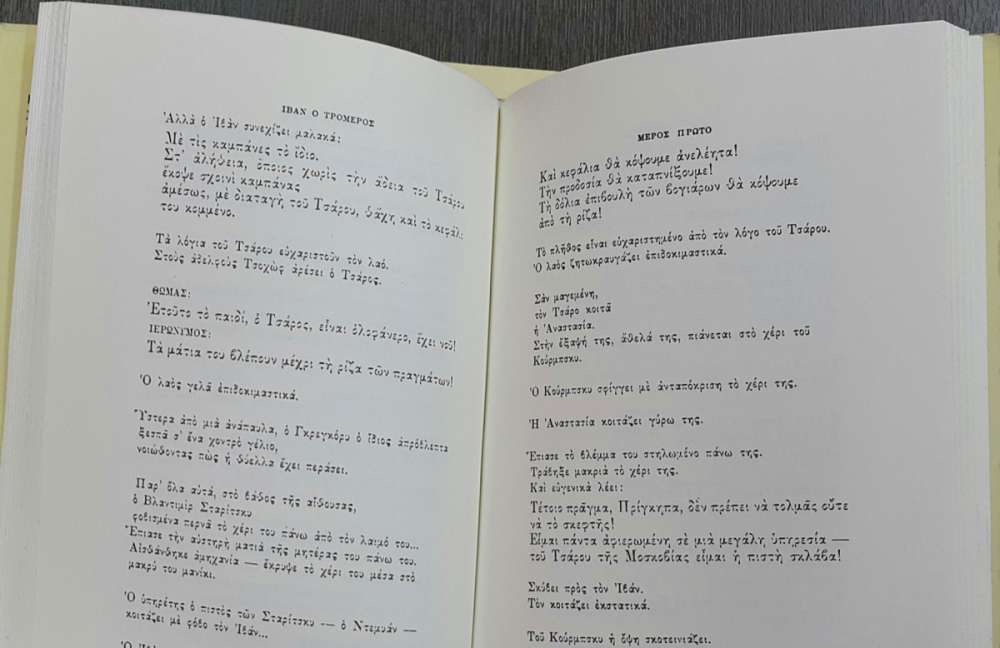 ΙΒΑΝ Ο ΤΡΟΜΕΡΟΣ
Ἀλλὰ ὁ Ἰβὰν συνεχίζει μαλακά:
Μὲ τὶς καμπάνες τὸ ἴδιο.
Στ' ἀλήθεια, ὅποιος χωρὶς τὴν ἄδεια τοῦ Τσάρου
ἔκοψε σχοινὶ καμπάνας
ἀμέσως, μὲ διαταγὴ τοῦ Τσάρου, θἄχη καὶ τὸ κεφάλι
του κομμένο.
Τὰ λόγια τοῦ Τσάρου εὐχαριστοῦν τὸν λαό.
Στοὺς ἀδελφοὺς Τσοχὼφ ἀρέσει ὁ Τσάρος.
ΘΩΜΑΣ:
Ἐτοῦτο τὸ παιδί, ὁ Τσάρος, εἶναι ὁλοφάνερο, ἔχει νοῦ!
ΙΕΡΩΝΥΜΟΣ:
Τὰ μάτια του βλέπουν μέχρι τὴ ρίζα τῶν πραγμάτων!
Ὁ λαὸς γελᾶ ἐπιδοκιμαστικά.
Ὕστερα ἀπὸ μιὰ ἀνάπαυλα, ὁ Γκρεγκόρυ ὁ ἴδιος ἀπρόβλεπτα
ξεσπᾶ σ' ἕνα χοντρὸ γέλιο,
νοιώθοντας πὼς ἡ θύελλα ἔχει περάσει.
Παρ' ὅλα αὐτά, στὸ βάθος τῆς αἴθουσας,
ὁ Βλαντιμὶρ Σταρίτσκυ
φοβισμένα περνᾶ τὸ χέρι του πάνω ἀπὸ τὸν λαιμό του...
Ἔπιασε τὴν αὐστηρὴ ματιὰ τῆς μητέρας του πάνω του.
Αἰσθάνθηκε ἀμηχανία — ἔκρυψε τὸ χέρι του μέσα στὸ
μακρύ του μανίκι.
Ὁ ὑπηρέτης ὁ πιστὸς τῶν Σταρίτσκυ — ὁ Ντεμυὰν —
κοιτάζει μὲ φόβο τὸν Ἰβάν...
ΜΕΡΟΣ ΠΡΩΤΟ
Καὶ κεφάλια θὰ κόψουμε ἀνελέητα!
Τὴν προδοσία θὰ καταπνίξουμε!
Τὴ δόλια ἐπιβουλὴ τῶν βογιάρων θὰ κόψουμε
ἀπὸ τὴ ρίζα!
Τὸ πλῆθος εἶναι εὐχαριστημένο ἀπὸ τὸν λόγο τοῦ Τσάρου.
Ὁ λαὸς ζητωκραυγάζει ἐπιδοκιμαστικά.
Σὰν μαγεμένη,
τὸν Τσάρο κοιτᾶ
ἡ Ἀναστασία.
Στὴν ἔξαψή της, ἄθελά της, πιάνεται στὸ χέρι τοῦ
Κούρμπσκυ.
Ὁ Κούρμπσκυ σφίγγει μὲ ἀνταπόκριση τὸ χέρι της.
Ἡ Ἀναστασία κοιτάζει γύρω της.
Ἔπιασε τὸ βλέμμα του στηλωμένο πάνω της.
Τράβηξε μακριὰ τὸ χέρι της.
Καὶ εὐγενικὰ λέει:
Τέτοιο πράγμα, Πρίγκηπα, δὲν πρέπει νὰ τολμᾶς οὔτε
νὰ τὸ σκεφτῆς!
Εἶμαι πάντα ἀφιερωμένη σὲ μιὰ μεγάλη ὑπηρεσία —
τοῦ Τσάρου τῆς Μοσκοβίας εἶμαι ἡ πιστὴ σκλάβα!
Σκύβει πρὸς τὸν Ἰβάν.
Τὸν κοιτάζει ἐκστατικά.
Τοῦ Κούρμπσκυ ἡ ὄψη σκοτεινιάζει.